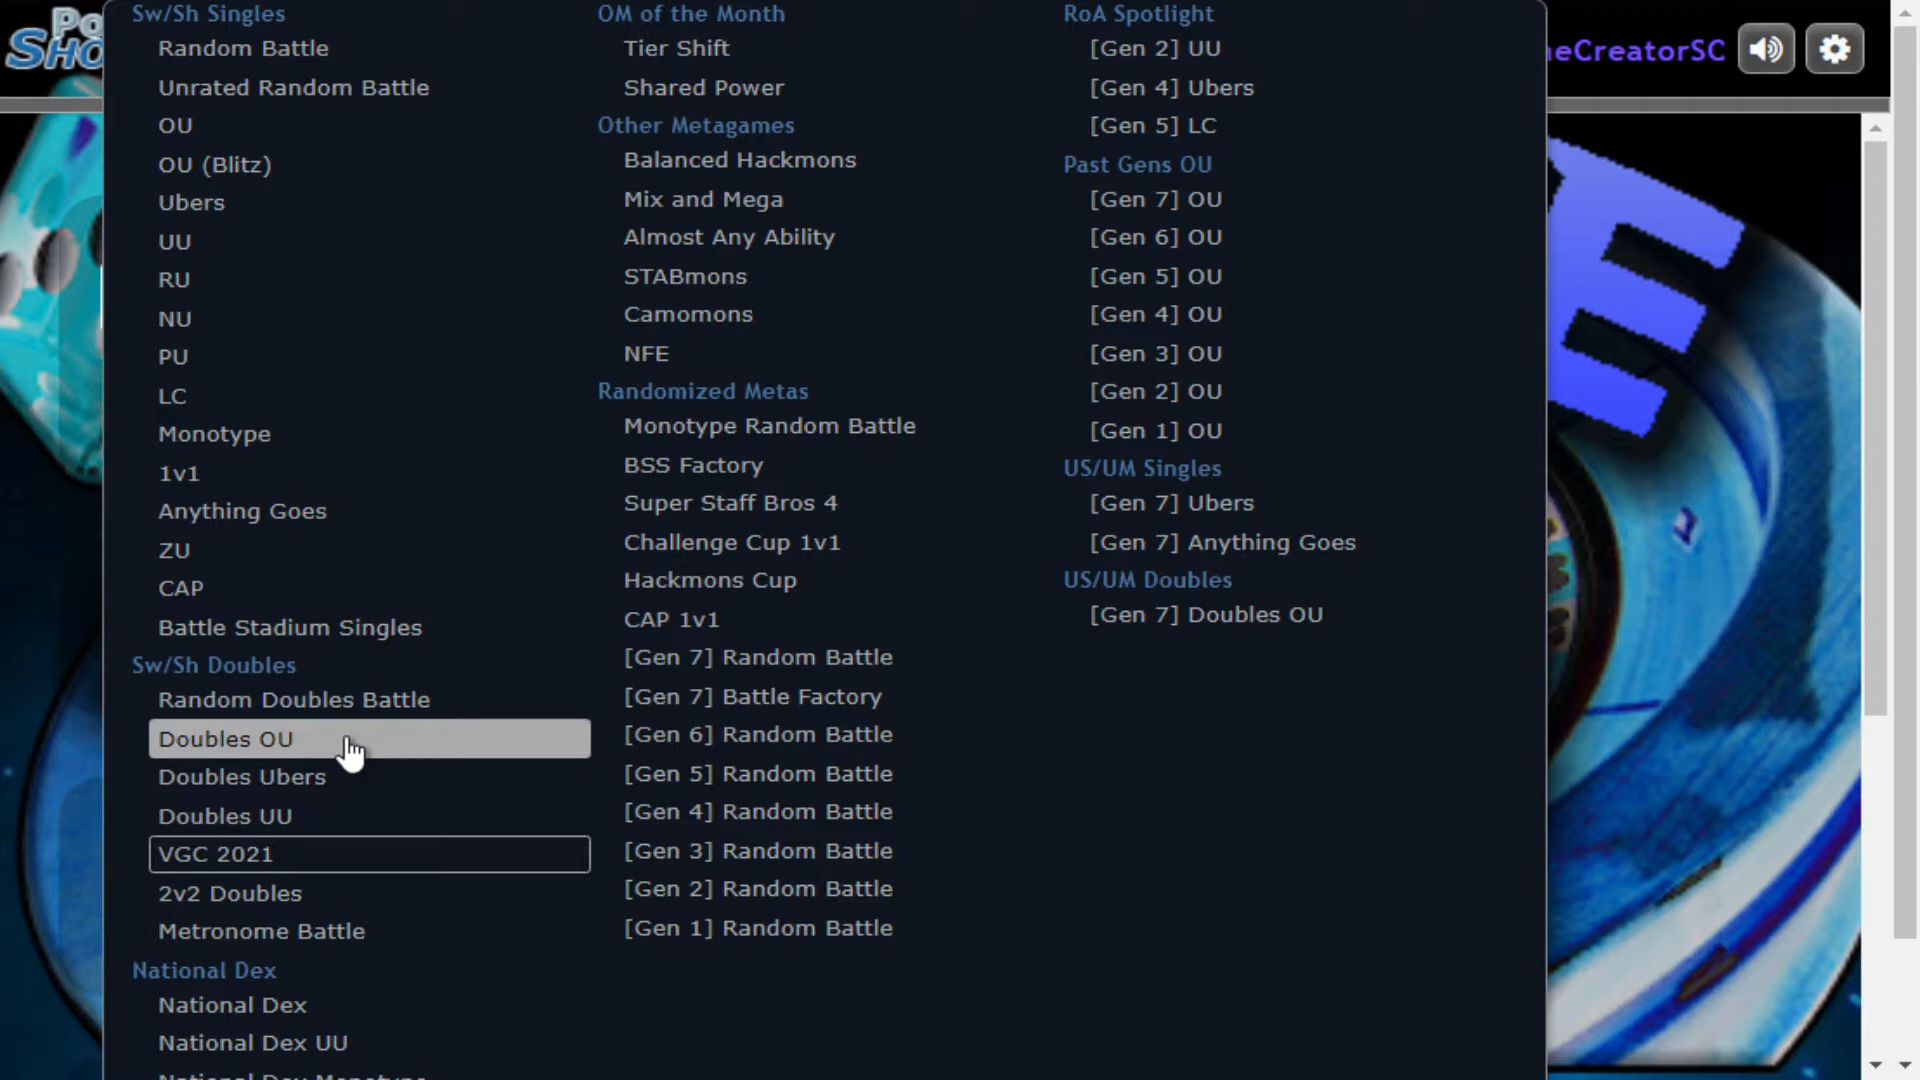 Sw/Sh Singles
Random Battle
Unrated Random Battle
OU
OU (Blitz)
Ubers
UU
RU
NU
PU
LC
Monotype
1v1
Anything Goes
ZU
CAP
Battle Stadium Singles
Sw/Sh Doubles
Random Doubles Battle
Doubles OU
Doubles Ubers
Doubles UU
VGC 2021
2v2 Doubles
Metronome Battle
National Dex
National Dex
National Dex UU
National Dex Monotype
OM of the Month
Tier Shift
Shared Power
Other Metagames
Balanced Hackmons
Mix and Mega
Almost Any Ability
STABmons
Camomons
NFE
Randomized Metas
Monotype Random Battle
BSS Factory
Super Staff Bros 4
Challenge Cup 1v1
Hackmons Cup
CAP 1v1
[Gen 7] Random Battle
[Gen 7] Battle Factory
[Gen 6] Random Battle
[Gen 5] Random Battle
[Gen 4] Random Battle
[Gen 3] Random Battle
[Gen 2] Random Battle
[Gen 1] Random Battle
RoA Spotlight
[Gen 2] UU
[Gen 4] Ubers
[Gen 5] LC
Past Gens OU
[Gen 7] OU
[Gen 6] OU
[Gen 5] OU
[Gen 4] OU
[Gen 3] OU
[Gen 2] OU
[Gen 1] OU
US/UM Singles
[Gen 7] Ubers
[Gen 7] Anything Goes
US/UM Doubles
[Gen 7] Doubles OU
Po
SHO
eCreatorSC